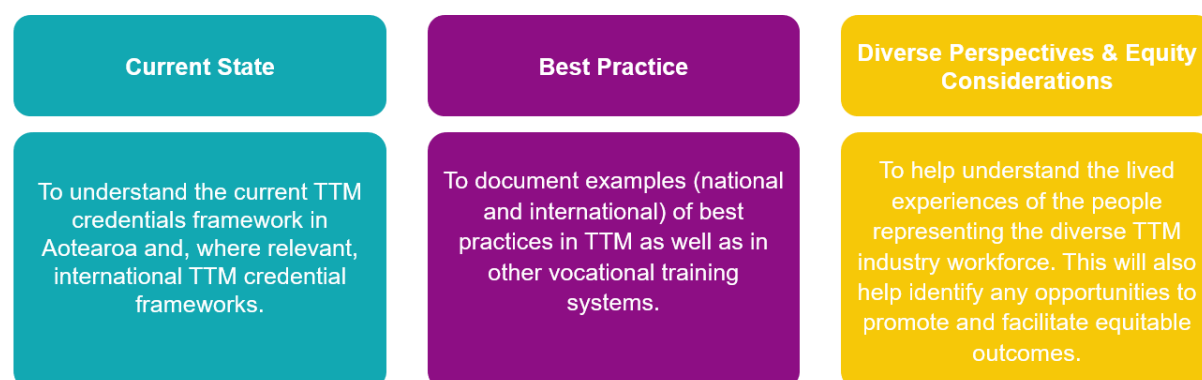 Current State
To understand the current TTM
credentials framework in
Aotearoa and, where relevant,
international TTM credential
frameworks.
Best Practice
To document examples (national
and international) of best
practices in TTM as well as in
other vocational training
systems.
Diverse Perspectives & Equity
Considerations
To help understand the lived
experiences of the people
representing the diverse TTM
industry workforce. This will also
help identify any opportunities to
promote and facilitate equitable
outcomes.